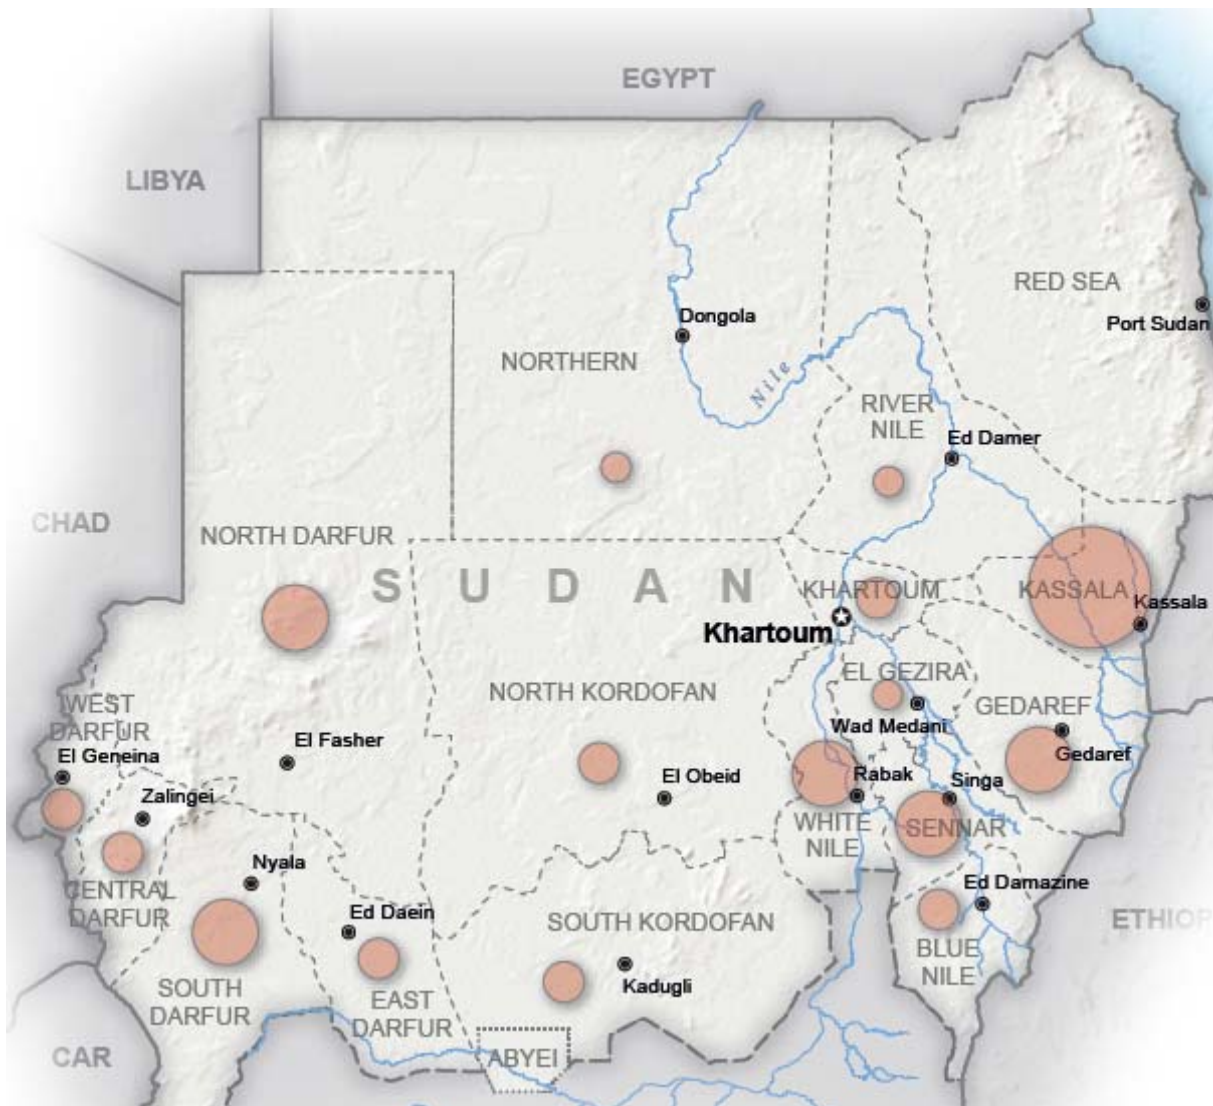 EGYPT
LIBYA
RED SEA
Port Sudan
Dongola
NORTHERN
Nile
RIVER
NILE
Ed Damer
CHAD
NORTH DARFUR
SUDAN
KHARTOUM
KASSALA
Kassala
Khartoum
EL GEZIRA
NORTH KORDOFAN
WEST
DARFUR
GEDAREF
Wad Medani
El Fasher
El Geneina
Gedaref
El Obeid
Rabak
Singa
Zalingei
WHITE
NILE
SENNAR
Nyala
CENTRAL
DARFUR
Ed Damazine
Ed Daein
SOUTH KORDOFAN
ETHIOP
BLUE
NILE
Kadugli
SOUTH
DARFUR
EAST
DARFUR
CAR
ABYEI